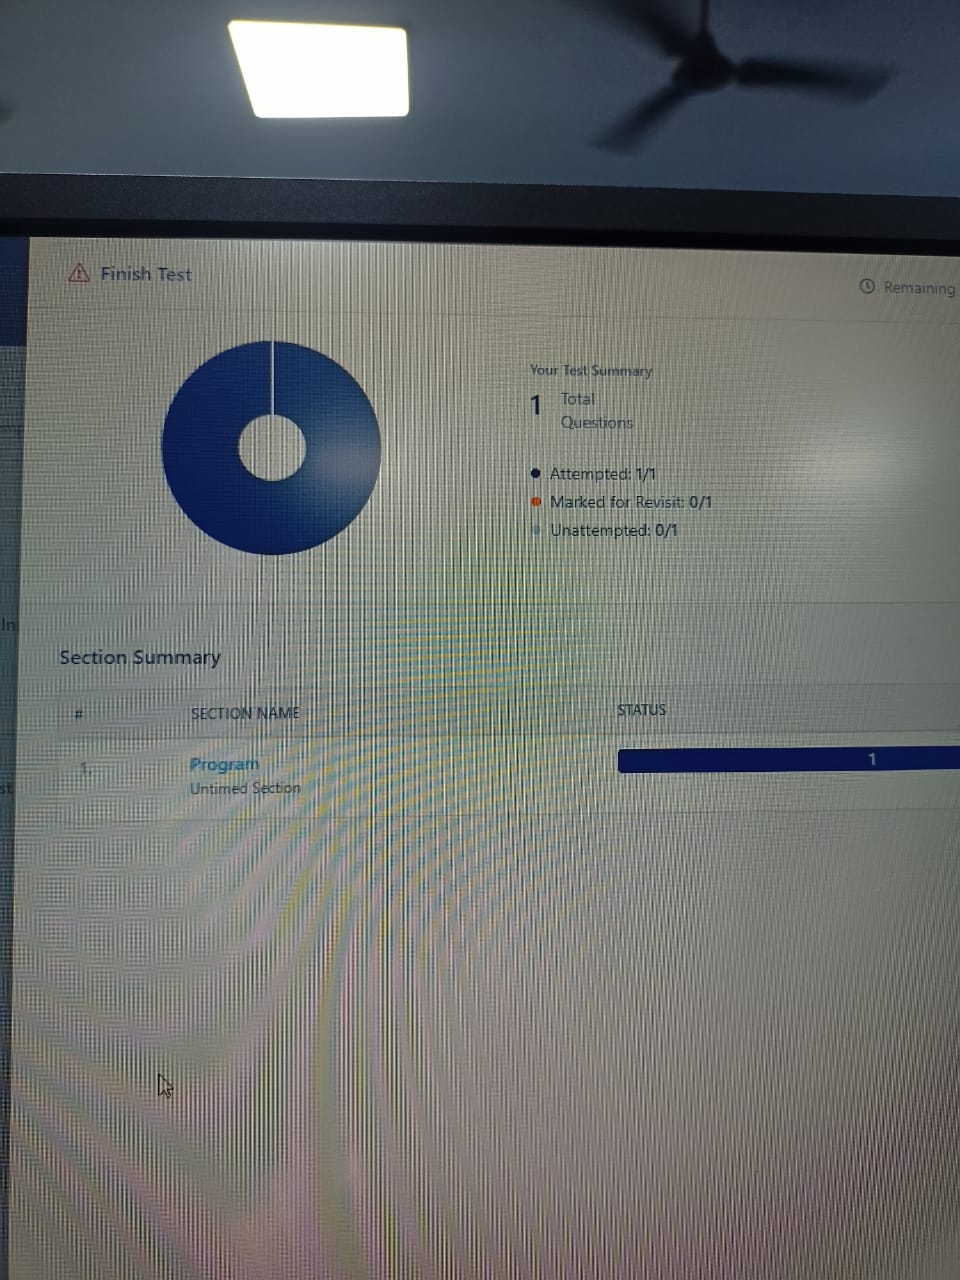 Finish Test
Remaining
Your Test Summary
1 Total
Questions
Attempted: 1/1
Marked for Revisit: 0/1
Unattempted: 0/1
In
Section Summary
# SECTION NAME STATUS
1. Program 1
Untimed Section
st